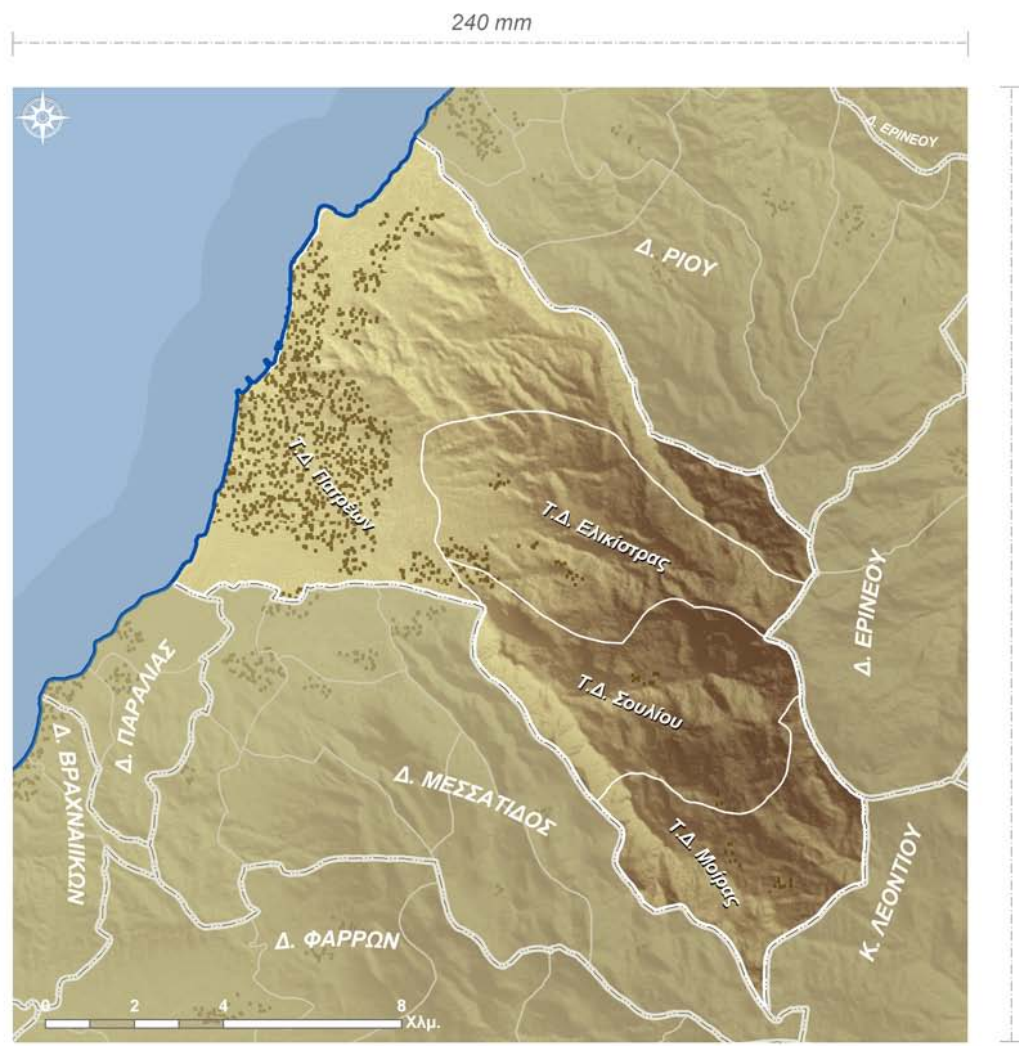 240 mm
Δ. ΕΡΙΝΕΟΥ
Δ. ΡΙΟΥ
Τ.Δ Πατρέων
Τ.Δ. Ελικίστρας
Δ. ΕΡΙΝΕΟΥ
Δ. ΠΑΡΑΛΙΑΣ
Τ.Δ. Σουλίου
Δ. ΒΡΑΧΝΑΙΙΚΩΝ
Δ. ΜΕΣΣΑΤΙΔΟΣ
Τ.Δ. Μοίρας
Κ. ΛΕΟΝΤΙΟΥ
Δ. ΦΑΡΡΩΝ
0 2 4 8
Χλμ.